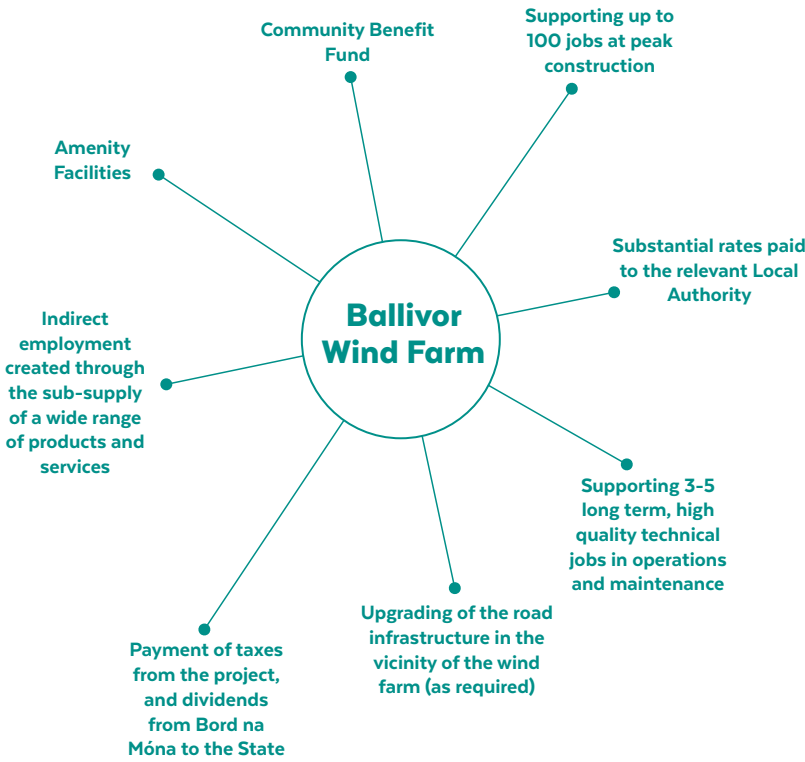 Community Benefit
Fund
Supporting up to
100 jobs at peak
construction
Amenity
Facilities
Substantial rates paid
to the relevant Local
Authority
Ballivor
Wind Farm
Indirect
employment
created through
the sub-supply
of a wide range
of products and
services
Supporting 3-5
long term, high
quality technical
jobs in operations
and maintenance
Upgrading of the road
infrastructure in the
vicinity of the wind
farm (as required)
Payment of taxes
from the project,
and dividends
from Bord na
Móna to the State